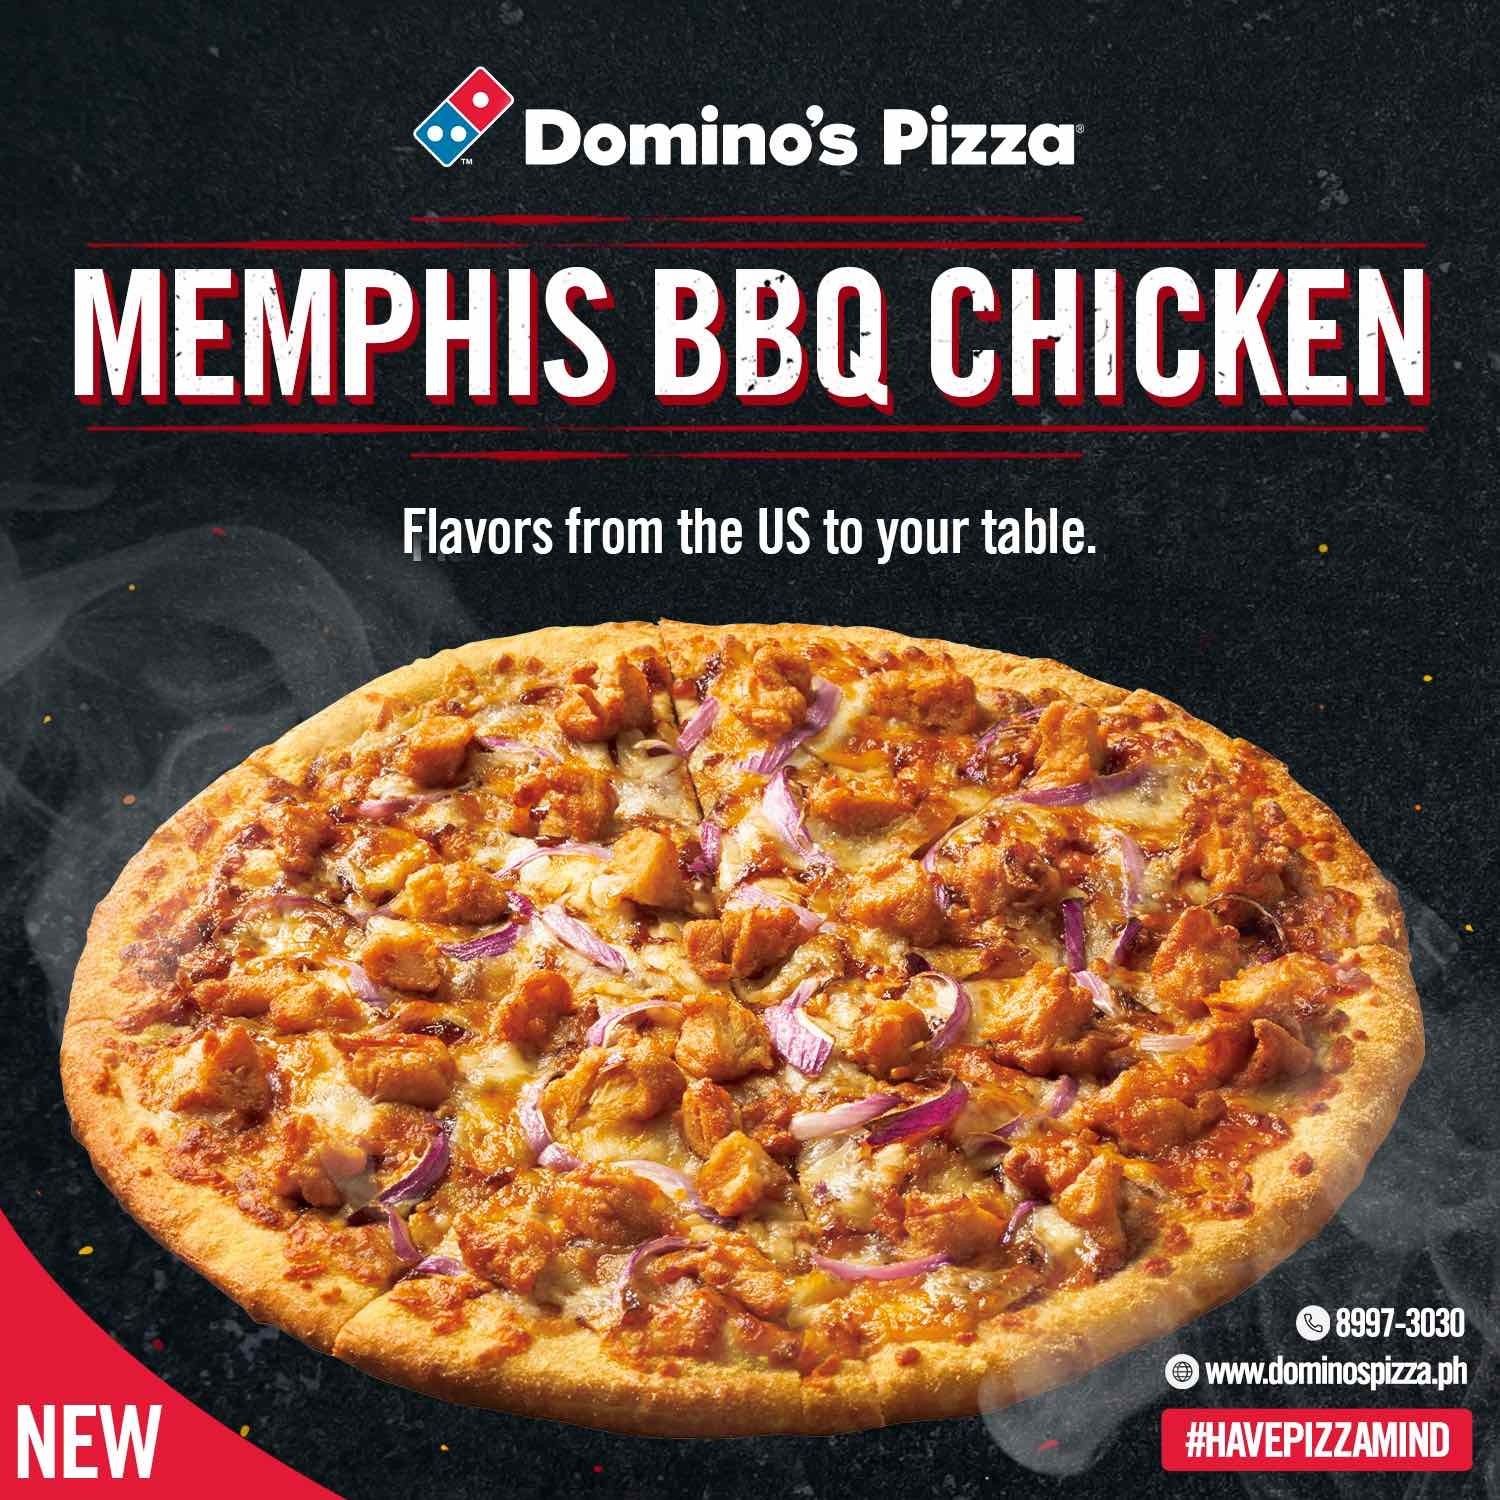 Domino's Pizza®
TM
MEMPHIS BBQ CHICKEN
Flavors from the US to your table.
8997-3030
www.dominospizza.ph
#HAVEPIZZAMIND
NEW